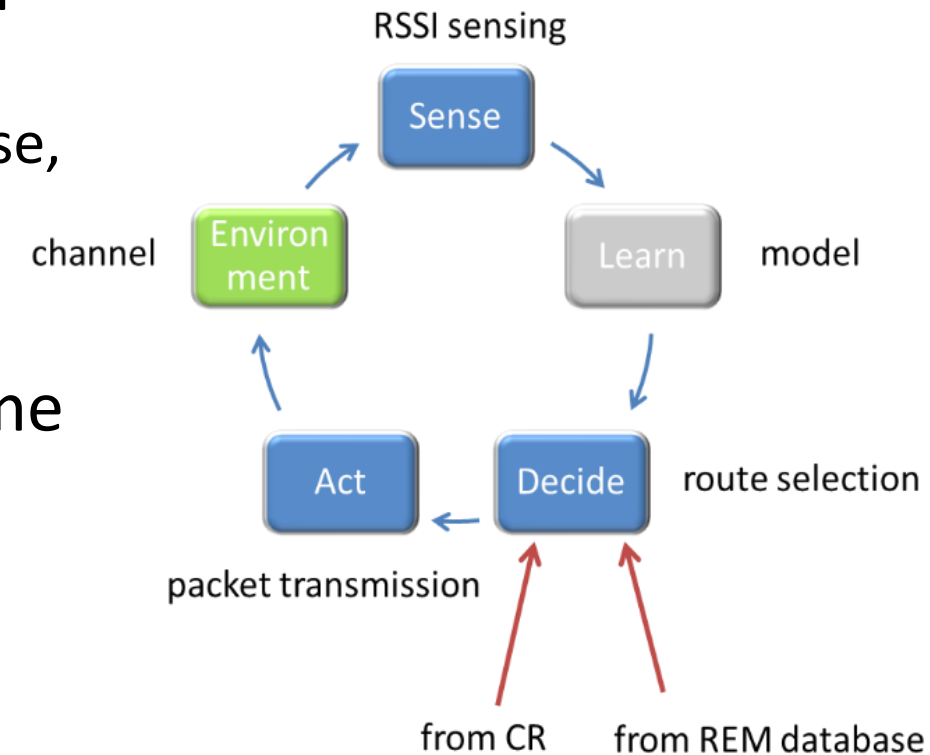 RSSI sensing
Sense
se,
channel
Environ
ment
Learn
model
ne
Act
Decide
route selection
packet transmission
from CR
from REM database